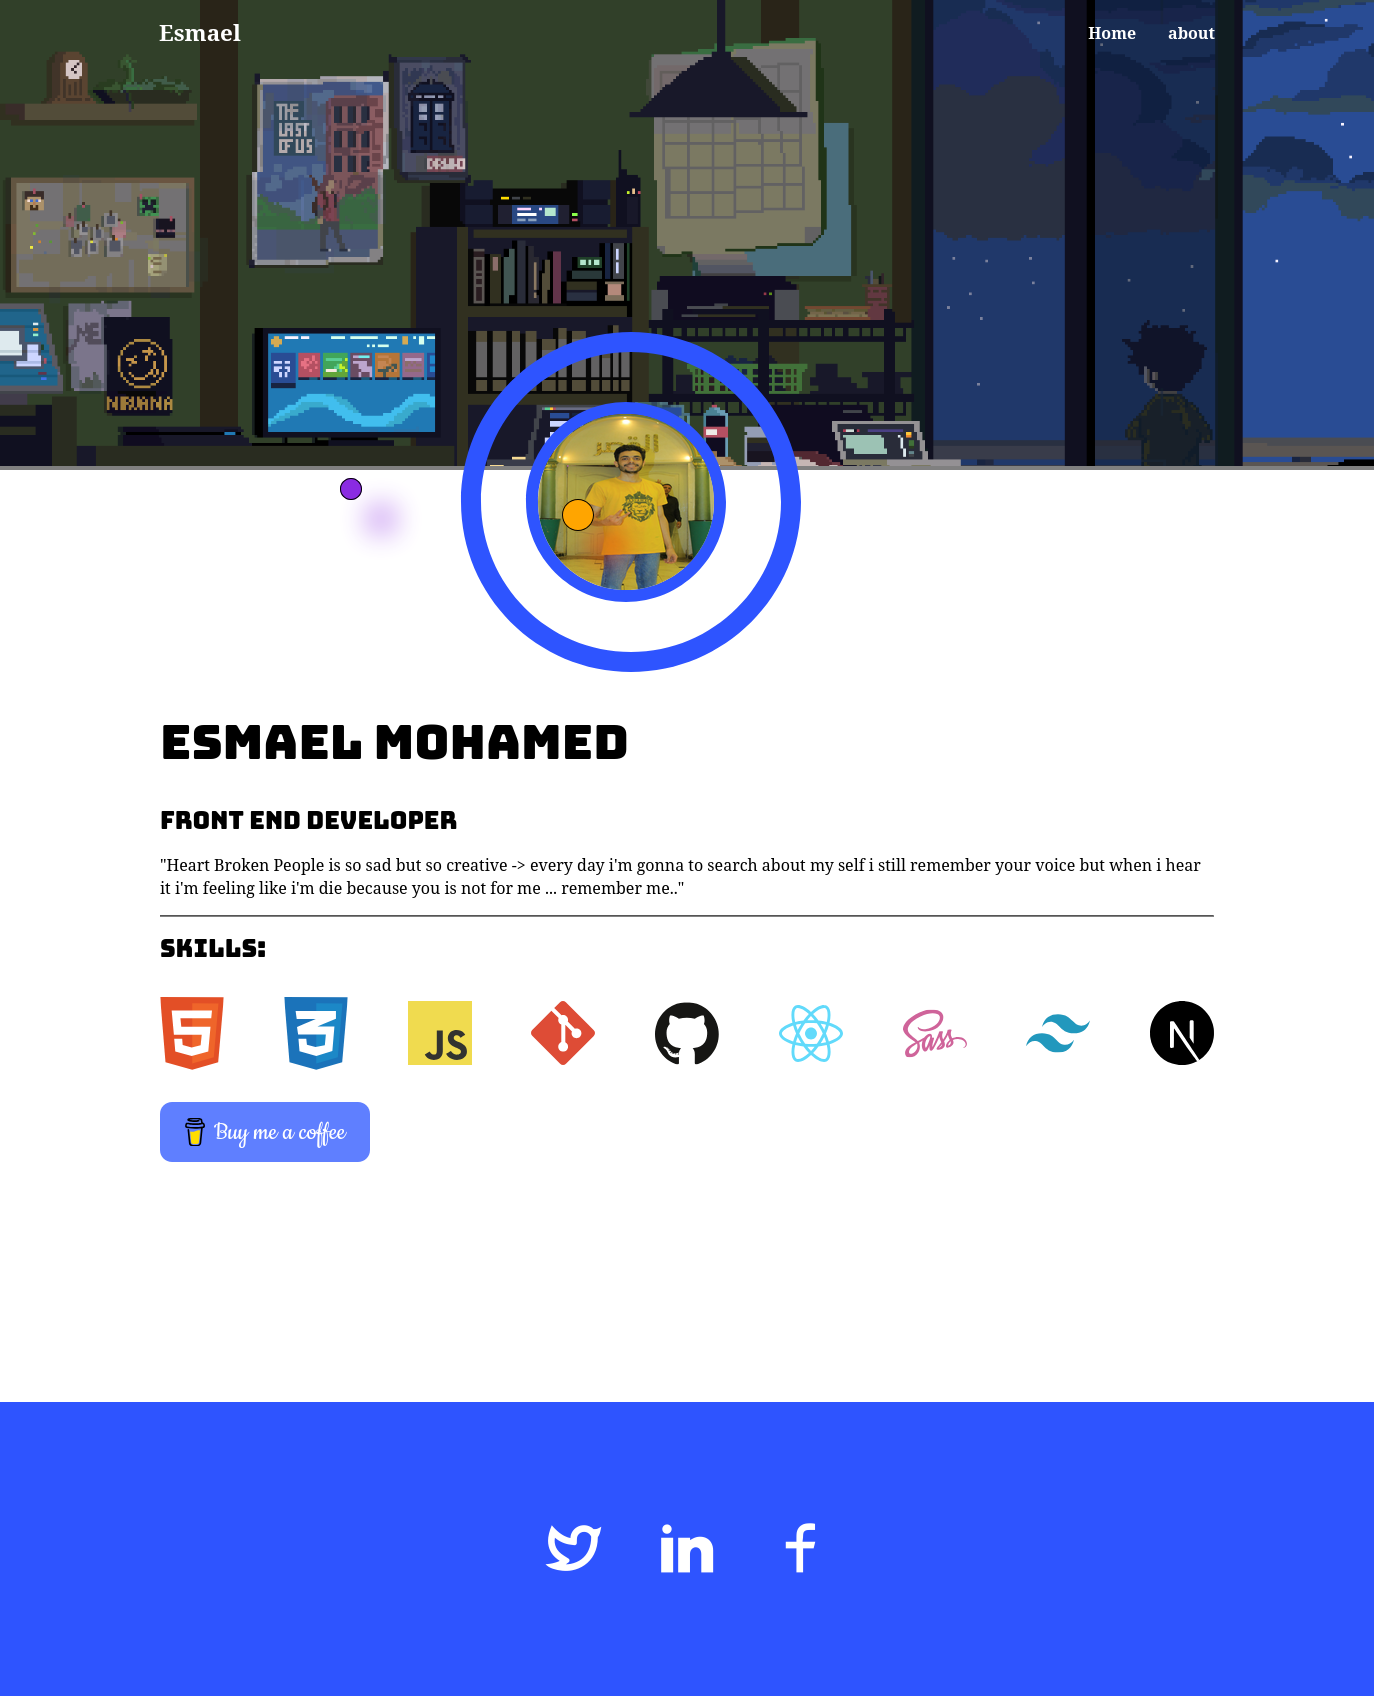 Esmael
Home
about
THE
LAST
OF US
DR.WHO
NIRVANA
ESMAEL MOHAMED
FRONT END DEVELOPER
"Heart Broken People is so sad but so creative -> every day i'm gonna to search about my self i still remember your voice but when i hear
it i'm feeling like i'm die because you is not for me ... remember me.."
SKILLS:
5
3
JS
Sass
N
Buy me a coffee
in
f